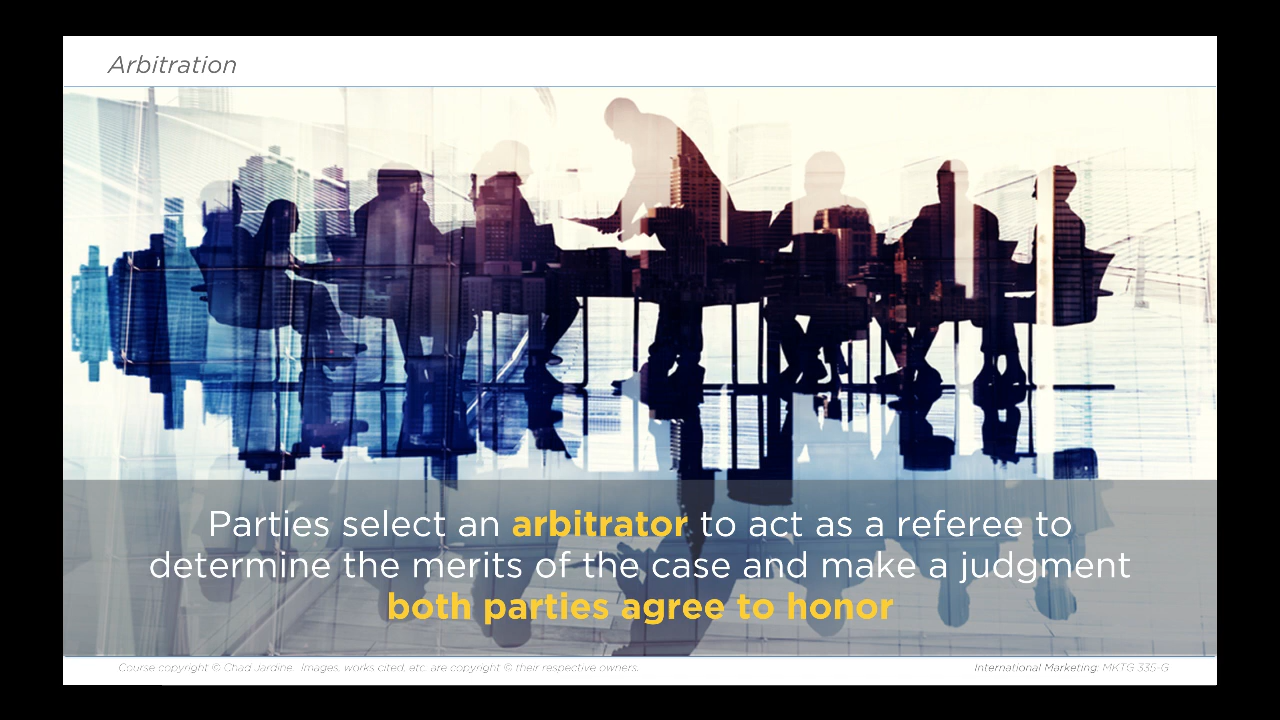 Arbitration
Parties select an arbitrator to act as a referee to
determine the merits of the case and make a judgment
both parties agree to honor
Course copyright © Chad Jardine. Images, works cited, etc. are copyright © their respective owners.
International Marketing: MKTG 335-G